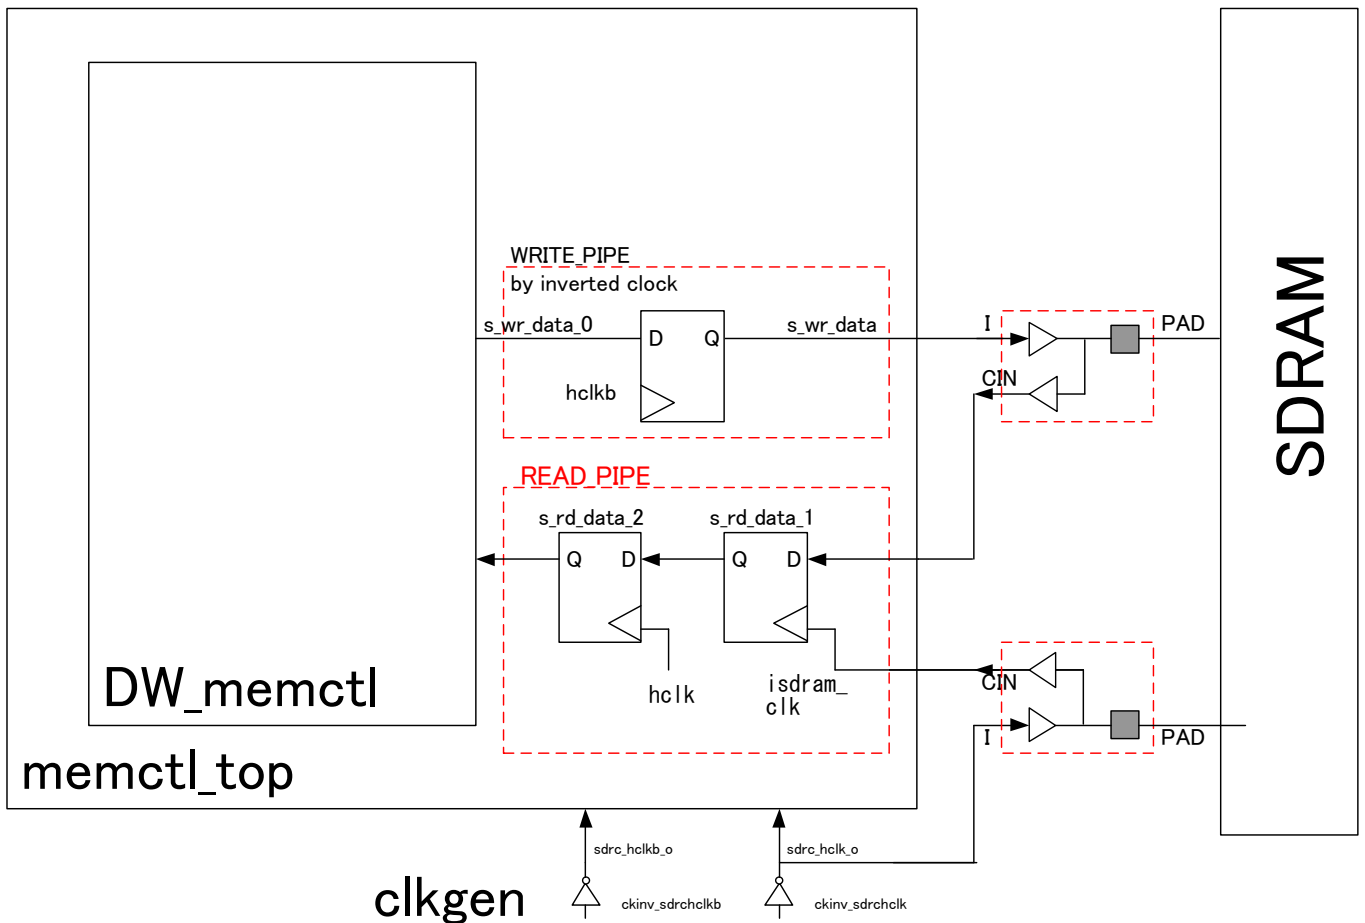 WRITE_PIPE
by inverted clock
s_wr_data_0
D
Q
s_wr_data
hclkb
I
PAD
CIN
SDRAM
READ_PIPE
s_rd_data_2
s_rd_data_1
Q
D
Q
D
hclk
isdram_
clk
CIN
I
PAD
DW_memctl
memctl_top
sdrc_hclkb_o
sdrc_hclk_o
clkgen
ckinv_sdrchclkb
ckinv_sdrchclk